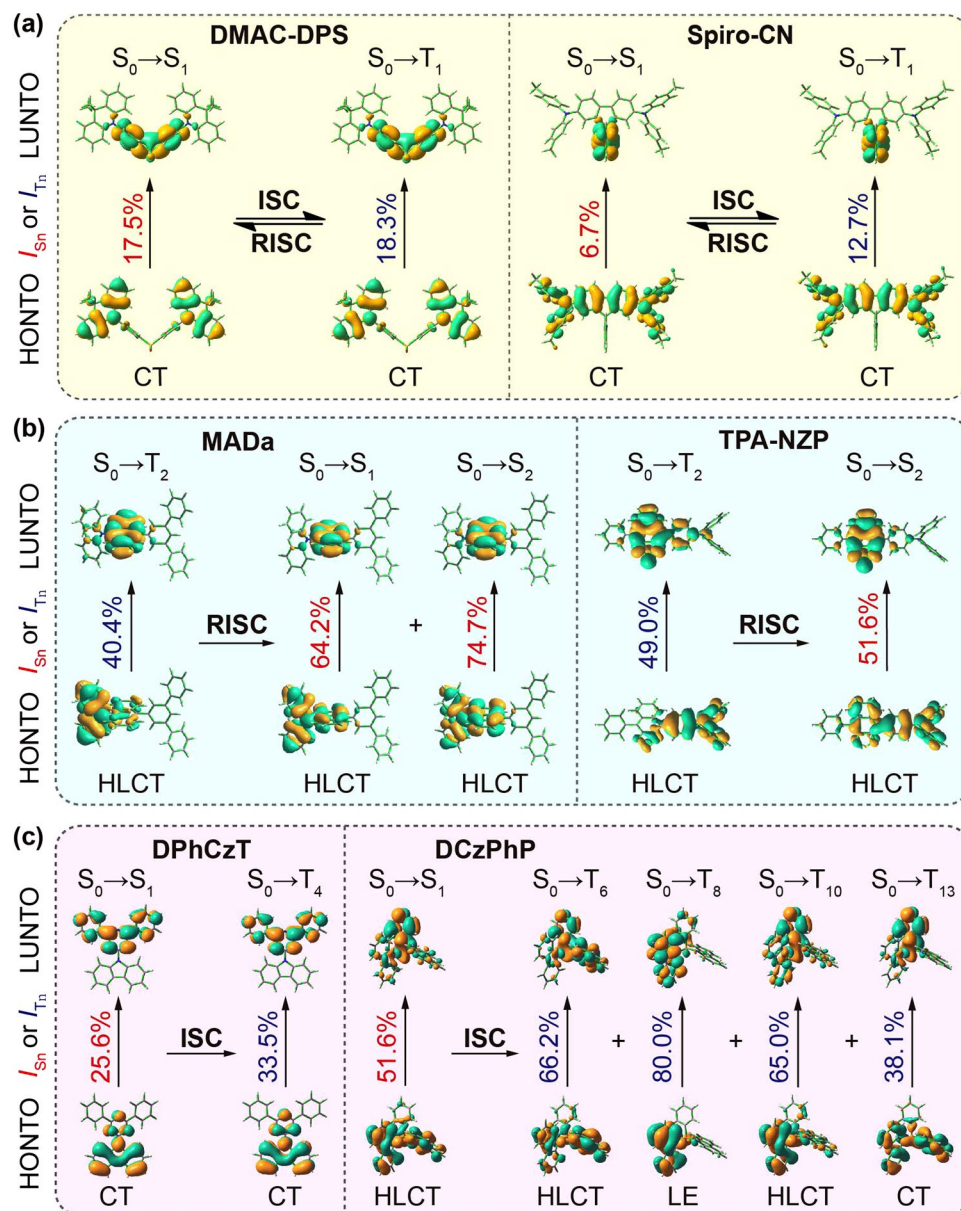 (a)
DMAC-DPS
Spiro-CN
S0→S1
S0→T1
S0→S1
S0→T1
LUNTO
ISn or ITn
HONTO
17.5%
ISC
RISC
18.3%
6.7%
ISC
RISC
12.7%
CT
CT
CT
CT
(b)
MADa
TPA-NZP
S0→T2
S0→S1
S0→S2
S0→T2
S0→S2
LUNTO
ISn or ITn
HONTO
40.4%
RISC
64.2%
+
74.7%
49.0%
RISC
51.6%
HLCT
HLCT
HLCT
HLCT
HLCT
(c)
DPhCzT
DCzPhP
S0→S1
S0→T4
S0→S1
S0→T6
S0→T8
S0→T10
S0→T13
LUNTO
ISn or ITn
HONTO
25.6%
ISC
33.5%
51.6%
ISC
66.2%
+
80.0%
+
65.0%
+
38.1%
CT
CT
HLCT
HLCT
LE
HLCT
CT